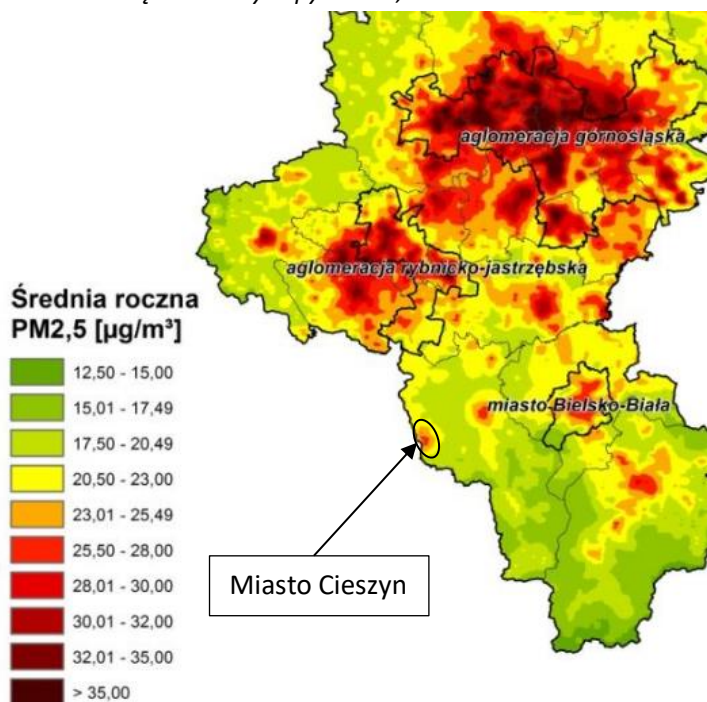 aglomeracja górnośląska
aglomeracja rybnicko-jastrzębska
Średnia roczna
PM2,5 [µg/m³]
12,50 - 15,00
15,01 - 17,49
17,50 - 20,49
20,50 - 23,00
23,01 - 25,49
25,50 - 28,00
28,01 - 30,00
30,01 - 32,00
32,01 - 35,00
> 35,00
miasto Bielsko-Biała
Miasto Cieszyn